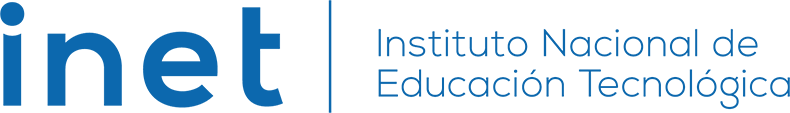 inet
Instituto Nacional de
Educación Tecnológica